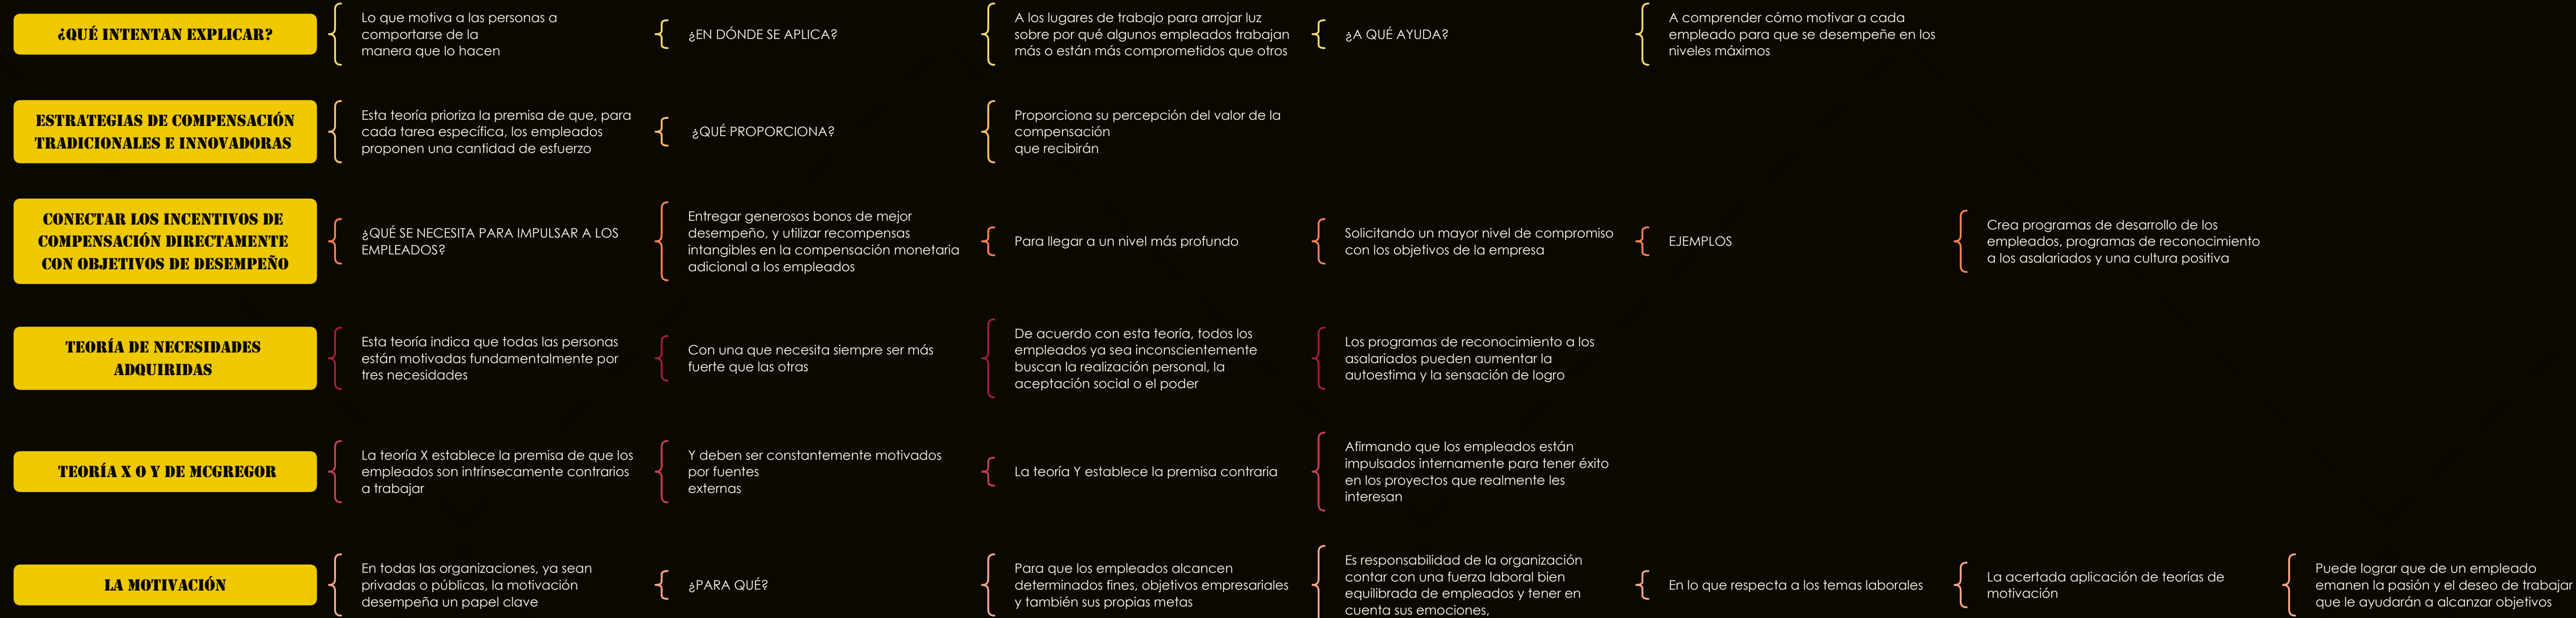 ¿QUÉ INTENTAN EXPLICAR?
Lo que motiva a las personas a
comportarse de la
manera que lo hacen
¿EN DÓNDE SE APLICA?
A los lugares de trabajo para arrojar luz
sobre por qué algunos empleados trabajan
más o están más comprometidos que otros
¿A QUÉ AYUDA?
A comprender cómo motivar a cada
empleado para que se desempeñe en los
niveles máximos
ESTRATEGIAS DE COMPENSACIÓN
TRADICIONALES E INNOVADORAS
Esta teoría prioriza la premisa de que, para
cada tarea específica, los empleados
proponen una cantidad de esfuerzo
¿QUÉ PROPORCIONA?
Proporciona su percepción del valor de la
compensación
que recibirán
CONECTAR LOS INCENTIVOS DE
COMPENSACIÓN DIRECTAMENTE
CON OBJETIVOS DE DESEMPEÑO
¿QUÉ SE NECESITA PARA IMPULSAR A LOS
EMPLEADOS?
Entregar generosos bonos de mejor
desempeño, y utilizar recompensas
intangibles en la compensación monetaria
adicional a los empleados
Para llegar a un nivel más profundo
Solicitando un mayor nivel de compromiso
con los objetivos de la empresa
EJEMPLOS
Crea programas de desarrollo de los
empleados, programas de reconocimiento
a los asalariados y una cultura positiva
TEORÍA DE NECESIDADES
ADQUIRIDAS
Esta teoría indica que todas las personas
están motivadas fundamentalmente por
tres necesidades
Con una que necesita siempre ser más
fuerte que las otras
De acuerdo con esta teoría, todos los
empleados ya sea inconscientemente
buscan la realización personal, la
aceptación social o el poder
Los programas de reconocimiento a los
asalariados pueden aumentar la
autoestima y la sensación de logro
TEORÍA X O Y DE MCGREGOR
La teoría X establece la premisa de que los
empleados son intrínsecamente contrarios
a trabajar
Y deben ser constantemente motivados
por fuentes
externas
La teoría Y establece la premisa contraria
Afirmando que los empleados están
impulsados internamente para tener éxito
en los proyectos que realmente les
interesan
LA MOTIVACIÓN
En todas las organizaciones, ya sean
privadas o públicas, la motivación
desempeña un papel clave
¿PARA QUÉ?
Para que los empleados alcancen
determinados fines, objetivos empresariales
y también sus propias metas
Es responsabilidad de la organización
contar con una fuerza laboral bien
equilibrada de empleados y tener en
cuenta sus emociones,
En lo que respecta a los temas laborales
La acertada aplicación de teorías de
motivación
Puede lograr que de un empleado
emanen la pasión y el deseo de trabajar
que le ayudarán a alcanzar objetivos